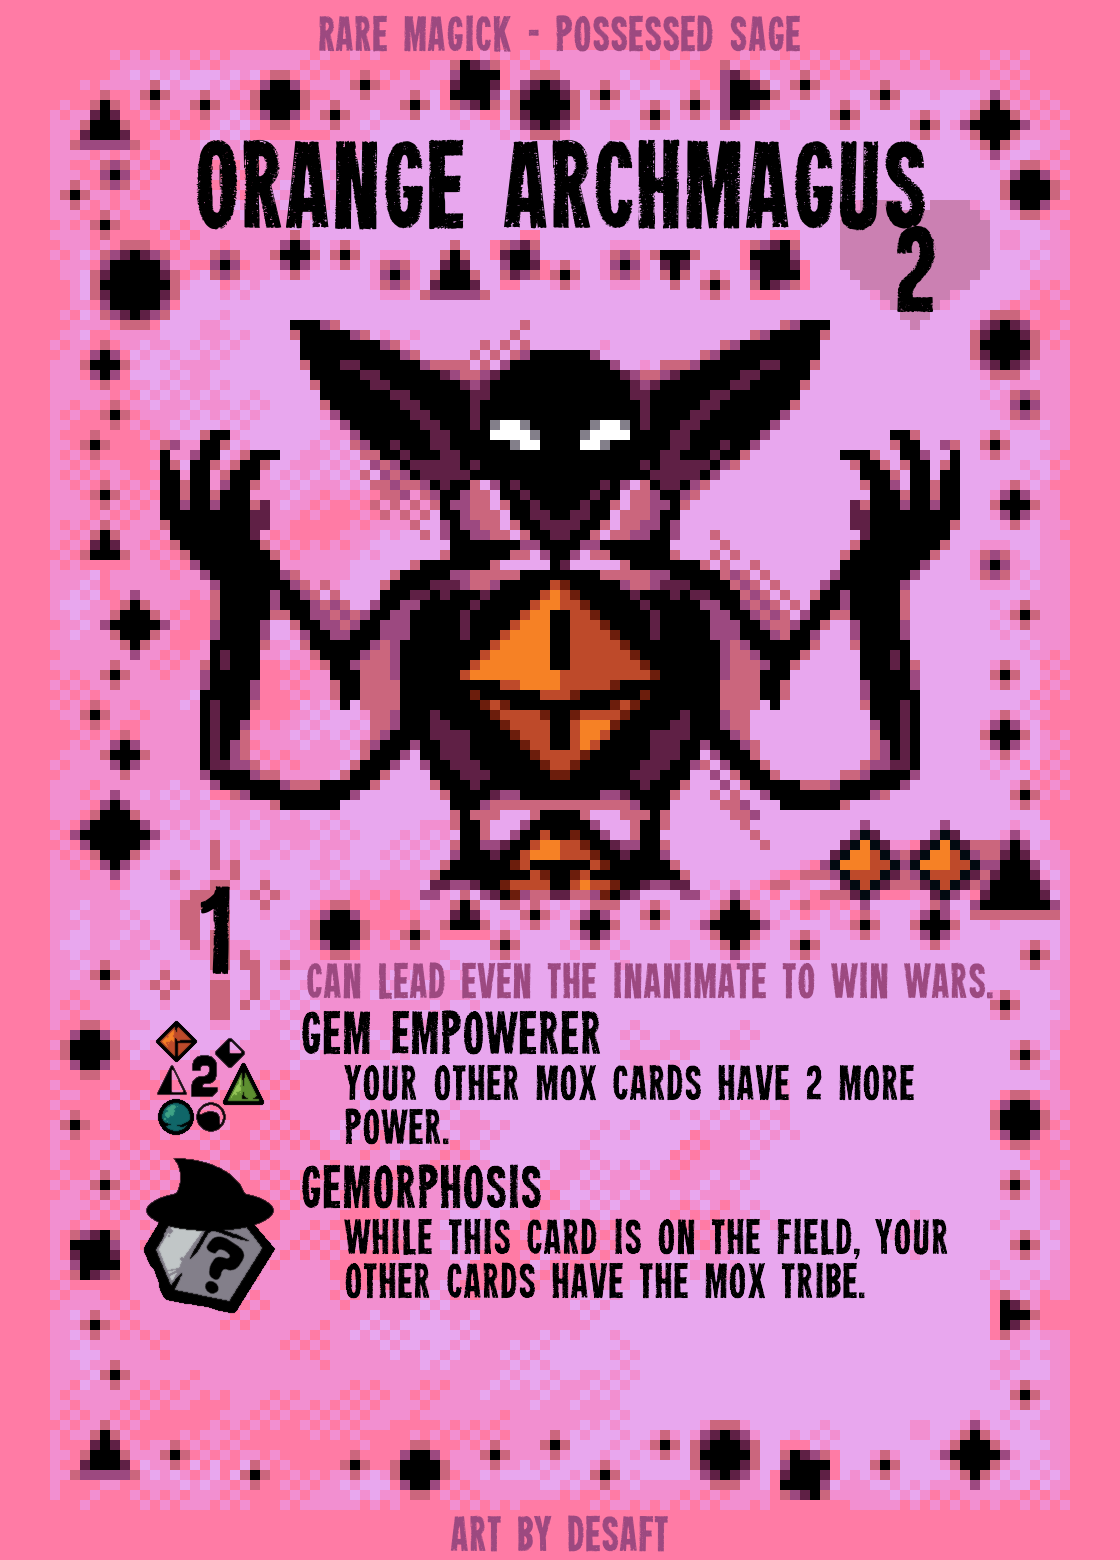 RARE MAGICK - POSSESSED SAGE
ORANGE ARCHMAGUS
2
1
CAN LEAD EVEN THE INANIMATE TO WIN WARS.
GEM EMPOWERER
2
YOUR OTHER MOX CARDS HAVE 2 MORE
POWER.
GEMORPHOSIS
?
WHILE THIS CARD IS ON THE FIELD, YOUR
OTHER CARDS HAVE THE MOX TRIBE.
ART BY DESAFT